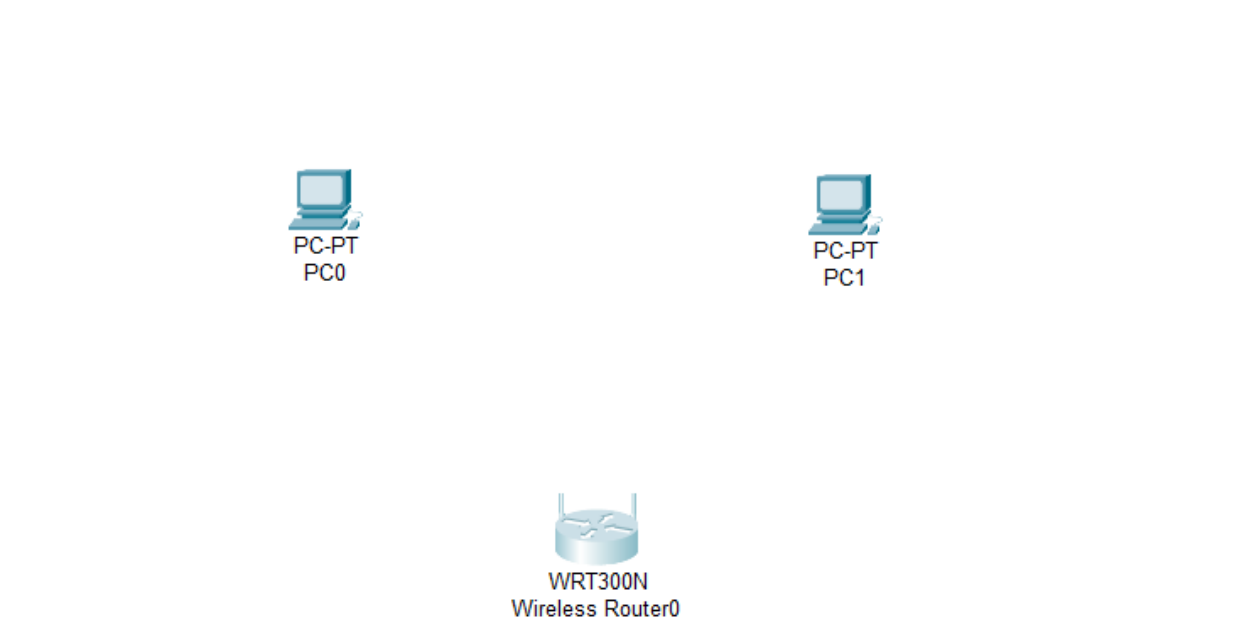 PC-PT
PC0
PC-PT
PC1
WRT300N
Wireless Router0